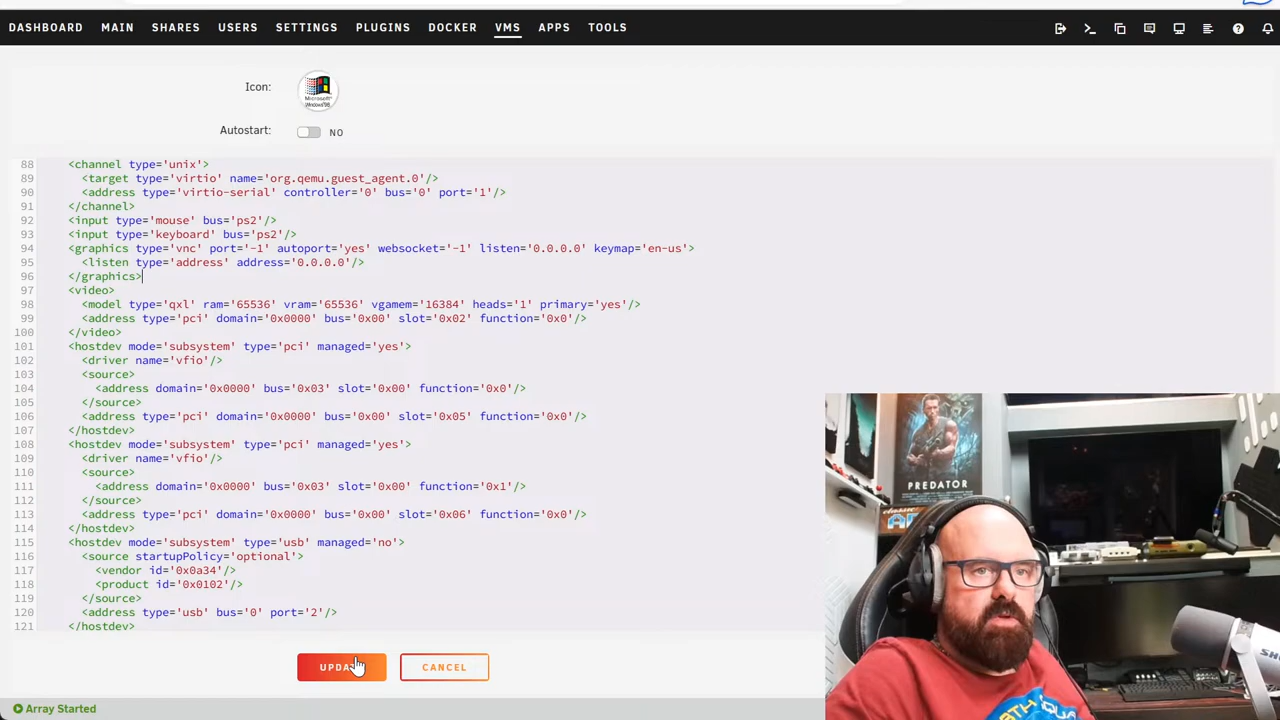 DASHBOARD MAIN SHARES USERS SETTINGS PLUGINS DOCKER VMS APPS TOOLS
Icon:
Microsoft
Windows98
Autostart: NO
88 <channel type='unix'>
89 <target type='virtio' name='org.qemu.guest_agent.0'/>
90 <address type='virtio-serial' controller='0' bus='0' port='1'/>
91 </channel>
92 <input type='mouse' bus='ps2'/>
93 <input type='keyboard' bus='ps2'/>
94 <graphics type='vnc' port='-1' autoport='yes' websocket='-1' listen='0.0.0.0' keymap='en-us'>
95 <listen type='address' address='0.0.0.0'/>
96 </graphics>
97 <video>
98 <model type='qxl' ram='65536' vram='65536' vgamem='16384' heads='1' primary='yes'/>
99 <address type='pci' domain='0x0000' bus='0x00' slot='0x02' function='0x0'/>
100 </video>
101 <hostdev mode='subsystem' type='pci' managed='yes'>
102 <driver name='vfio'/>
103 <source>
104 <address domain='0x0000' bus='0x03' slot='0x00' function='0x0'/>
105 </source>
106 <address type='pci' domain='0x0000' bus='0x00' slot='0x05' function='0x0'/>
107 </hostdev>
108 <hostdev mode='subsystem' type='pci' managed='yes'>
109 <driver name='vfio'/>
110 <source>
111 <address domain='0x0000' bus='0x03' slot='0x00' function='0x1'/>
112 </source>
113 <address type='pci' domain='0x0000' bus='0x00' slot='0x06' function='0x0'/>
114 </hostdev>
115 <hostdev mode='subsystem' type='usb' managed='no'>
116 <source startupPolicy='optional'>
117 <vendor id='0x0a34'/>
118 <product id='0x0102'/>
119 </source>
120 <address type='usb' bus='0' port='2'/>
121 </hostdev>
PREDATOR
classic
CANCEL
Array Started